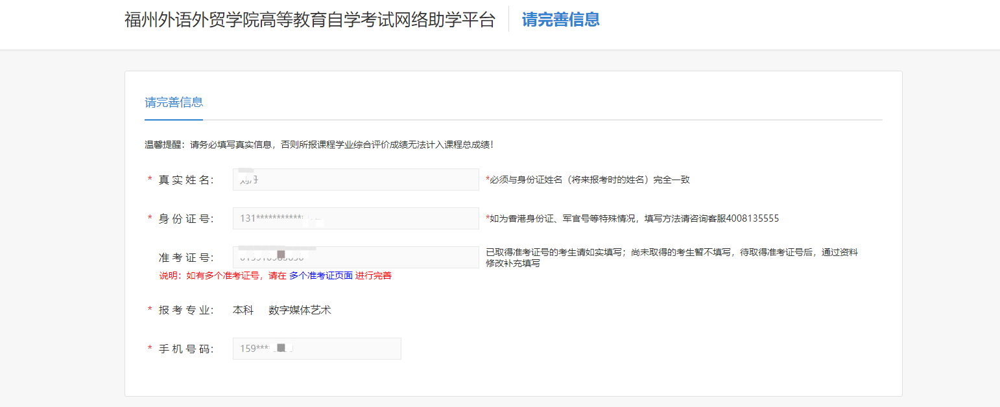 福州外语外贸学院高等教育自学考试网络助学平台 请完善信息
请完善信息
温馨提醒：请务必填写真实信息，否则所报课程学业综合评价成绩无法计入课程总成绩！
* 真 实 姓 名： *必须与身份证姓名（将来报考时的姓名）完全一致
* 身 份 证 号： 131*********** *如为香港身份证、军官号等特殊情况，填写方法请咨询客服4008135555
准 考 证 号： 已取得准考证号的考生请如实填写；尚未取得的考生暂不填写，待取得准考证号后，通过资料
修改补充填写
说明：如有多个准考证号，请在 多个准考证页面 进行完善
* 报 考 专 业： 本科 数字媒体艺术
* 手 机 号 码： 159***